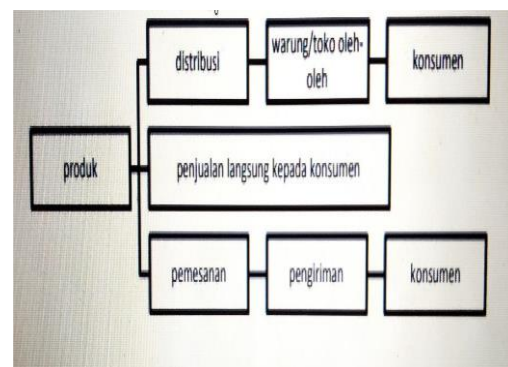 distribusi
warung/toko oleh-
oleh
konsumen
produk
penjualan langsung kepada konsumen
pemesanan
pengiriman
konsumen